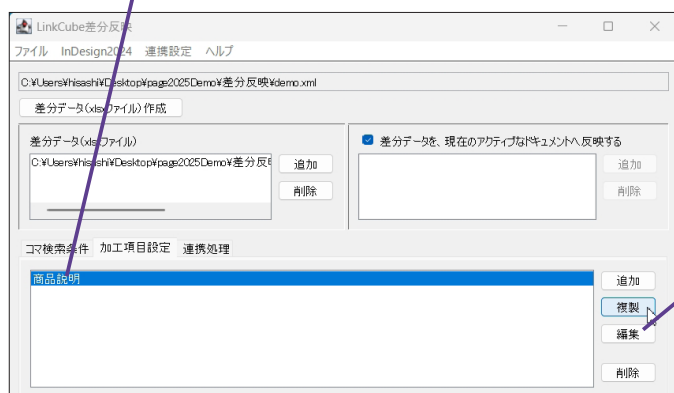 LinkCube差分反映
ファイル InDesign2024 連携設定 ヘルプ
C:¥Users¥hisashi¥Desktop¥page2025Demo¥差分反映¥demo.xml
差分データ(xlsxファイル)作成
差分データ(xlsxファイル)
C:¥Users¥hisashi¥Desktop¥page2025Demo¥差分反
追加
削除
差分データを、現在のアクティブなドキュメントへ反映する
追加
削除
コマ検索条件 加工項目設定 連携処理
商品説明
追加
複製
編集
削除